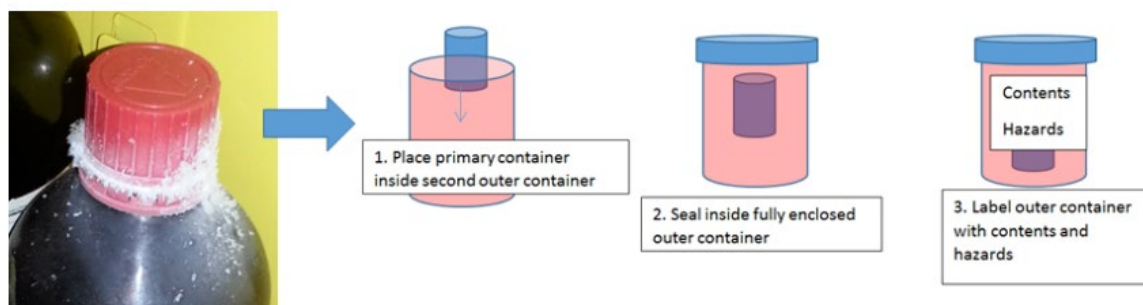 1. Place primary container
inside second outer container
2. Seal inside fully enclosed
outer container
Contents
Hazards
3. Label outer container
with contents and
hazards